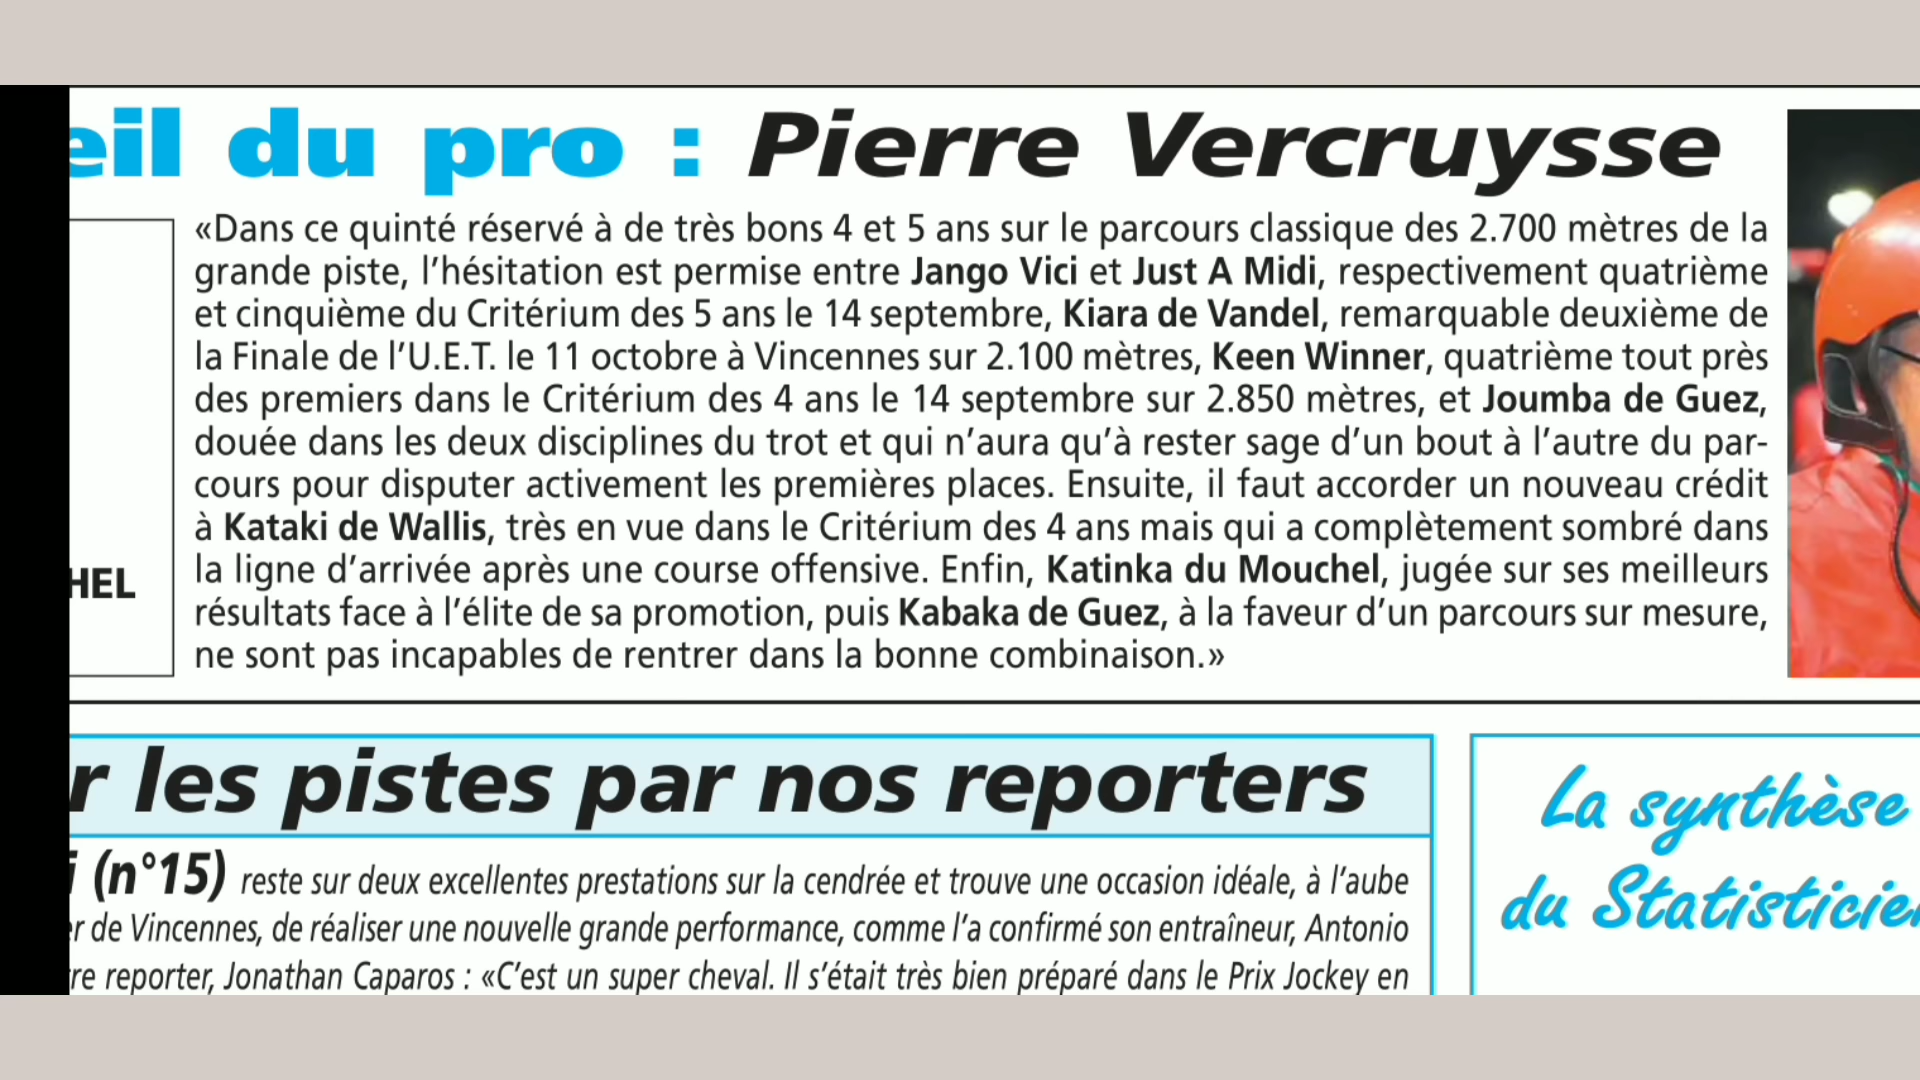 eil du pro : Pierre Vercruysse
«Dans ce quinté réservé à de très bons 4 et 5 ans sur le parcours classique des 2.700 mètres de la
grande piste, l'hésitation est permise entre Jango Vici et Just A Midi, respectivement quatrième
et cinquième du Critérium des 5 ans le 14 septembre, Kiara de Vandel, remarquable deuxième de
la Finale de l'U.E.T. le 11 octobre à Vincennes sur 2.100 mètres, Keen Winner, quatrième tout près
des premiers dans le Critérium des 4 ans le 14 septembre sur 2.850 mètres, et Joumba de Guez,
douée dans les deux disciplines du trot et qui n'aura qu'à rester sage d'un bout à l'autre du par-
cours pour disputer activement les premières places. Ensuite, il faut accorder un nouveau crédit
à Kataki de Wallis, très en vue dans le Critérium des 4 ans mais qui a complètement sombré dans
la ligne d'arrivée après une course offensive. Enfin, Katinka du Mouchel, jugée sur ses meilleurs
résultats face à l'élite de sa promotion, puis Kabaka de Guez, à la faveur d'un parcours sur mesure,
ne sont pas incapables de rentrer dans la bonne combinaison.»
HEL
r les pistes par nos reporters
i (n°15) reste sur deux excellentes prestations sur la cendrée et trouve une occasion idéale, à l'aube
er de Vincennes, de réaliser une nouvelle grande performance, comme l'a confirmé son entraîneur, Antonio
re reporter, Jonathan Caparos : «C'est un super cheval. Il s'était très bien préparé dans le Prix Jockey en
La synthèse
du Statisticien